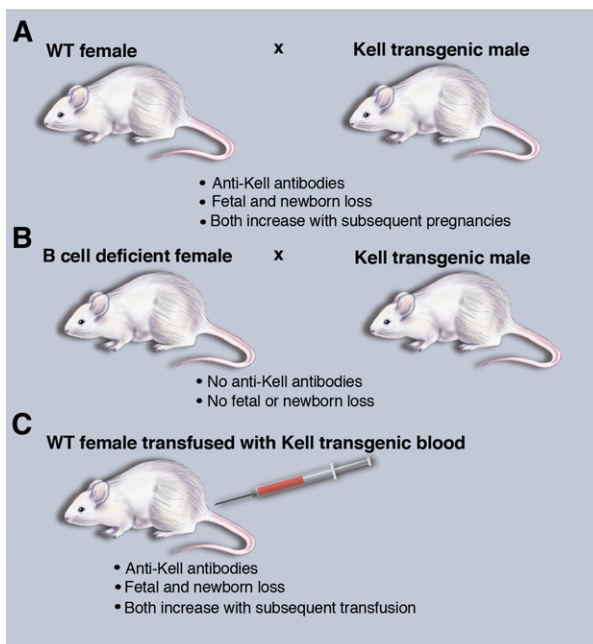 A
WT female x Kell transgenic male
• Anti-Kell antibodies
• Fetal and newborn loss
• Both increase with subsequent pregnancies
B
B cell deficient female x Kell transgenic male
• No anti-Kell antibodies
• No fetal or newborn loss
C
WT female transfused with Kell transgenic blood
• Anti-Kell antibodies
• Fetal and newborn loss
• Both increase with subsequent transfusion